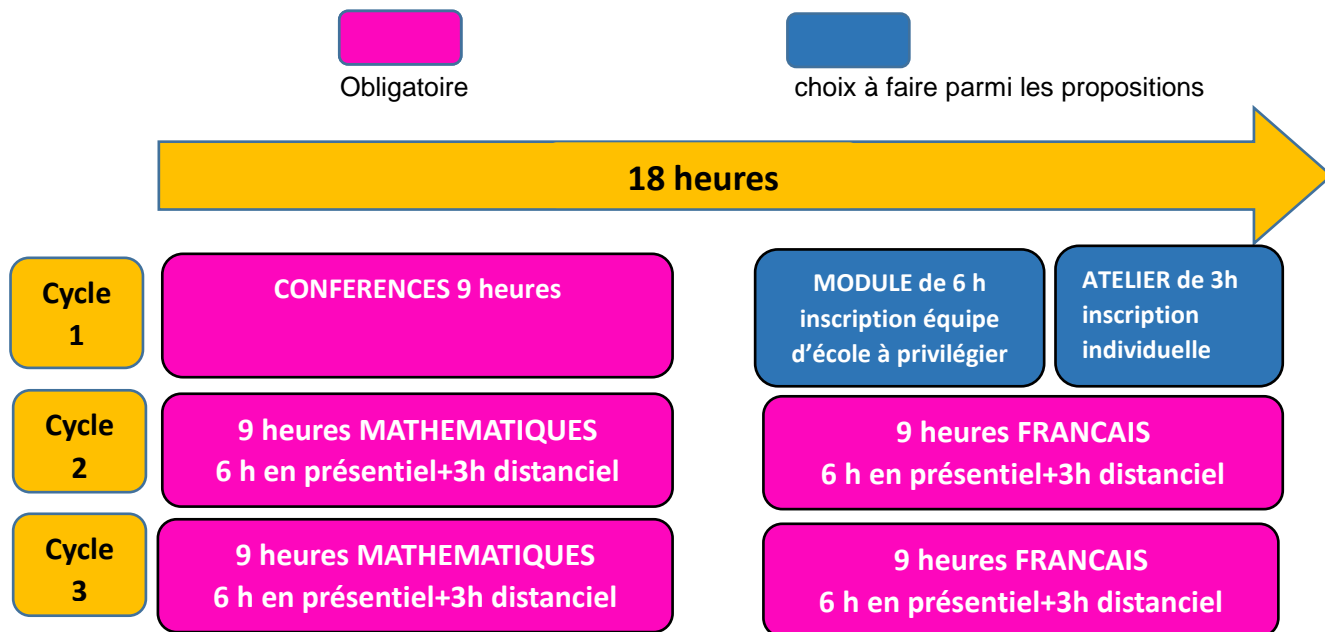 Obligatoire
choix à faire parmi les propositions
18 heures
Cycle
1
CONFERENCES 9 heures
MODULE de 6 h
inscription équipe
d'école à privilégier
ATELIER de 3h
inscription
individuelle
Cycle
2
9 heures MATHEMATIQUES
6 h en présentiel+3h distanciel
9 heures FRANCAIS
6 h en présentiel+3h distanciel
Cycle
3
9 heures MATHEMATIQUES
6 h en présentiel+3h distanciel
9 heures FRANCAIS
6 h en présentiel+3h distanciel